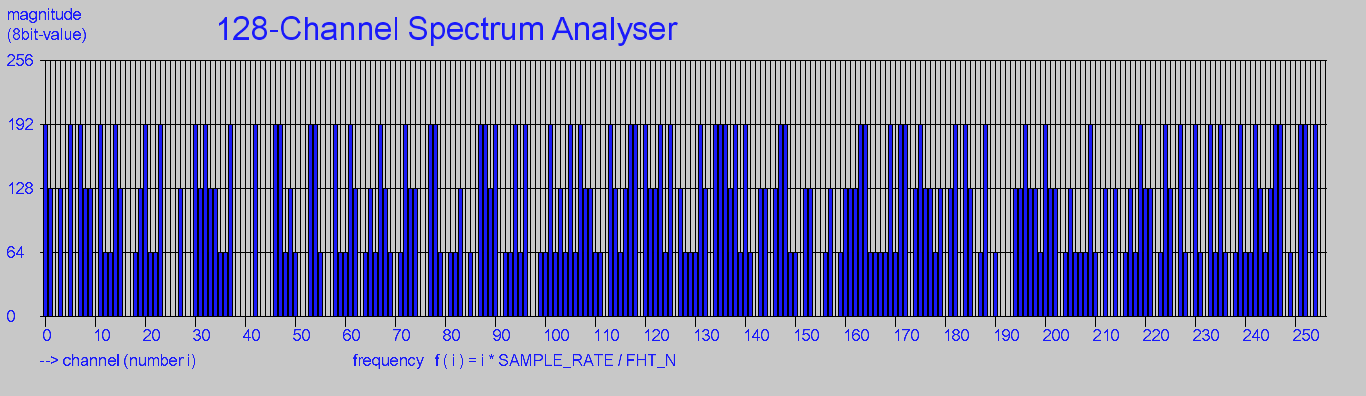 magnitude
(8bit-value)
128-Channel Spectrum Analyser
256
192
128
64
0
0 10 20 30 40 50 60 70 80 90 100 110 120 130 140 150 160 170 180 190 200 210 220 230 240 250
--> channel (number i)
frequency f ( i ) = i * SAMPLE_RATE / FHT_N